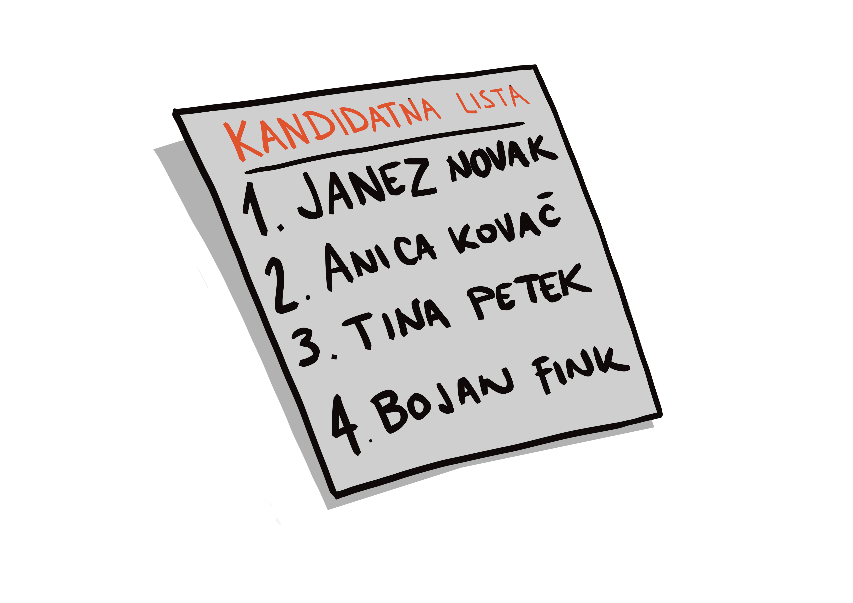 KANDIDATNA LISTA
1. JANEZ NOVAK
2. ANICA KOVAČ
3. TINA PETEK
4. BOJAN FINK